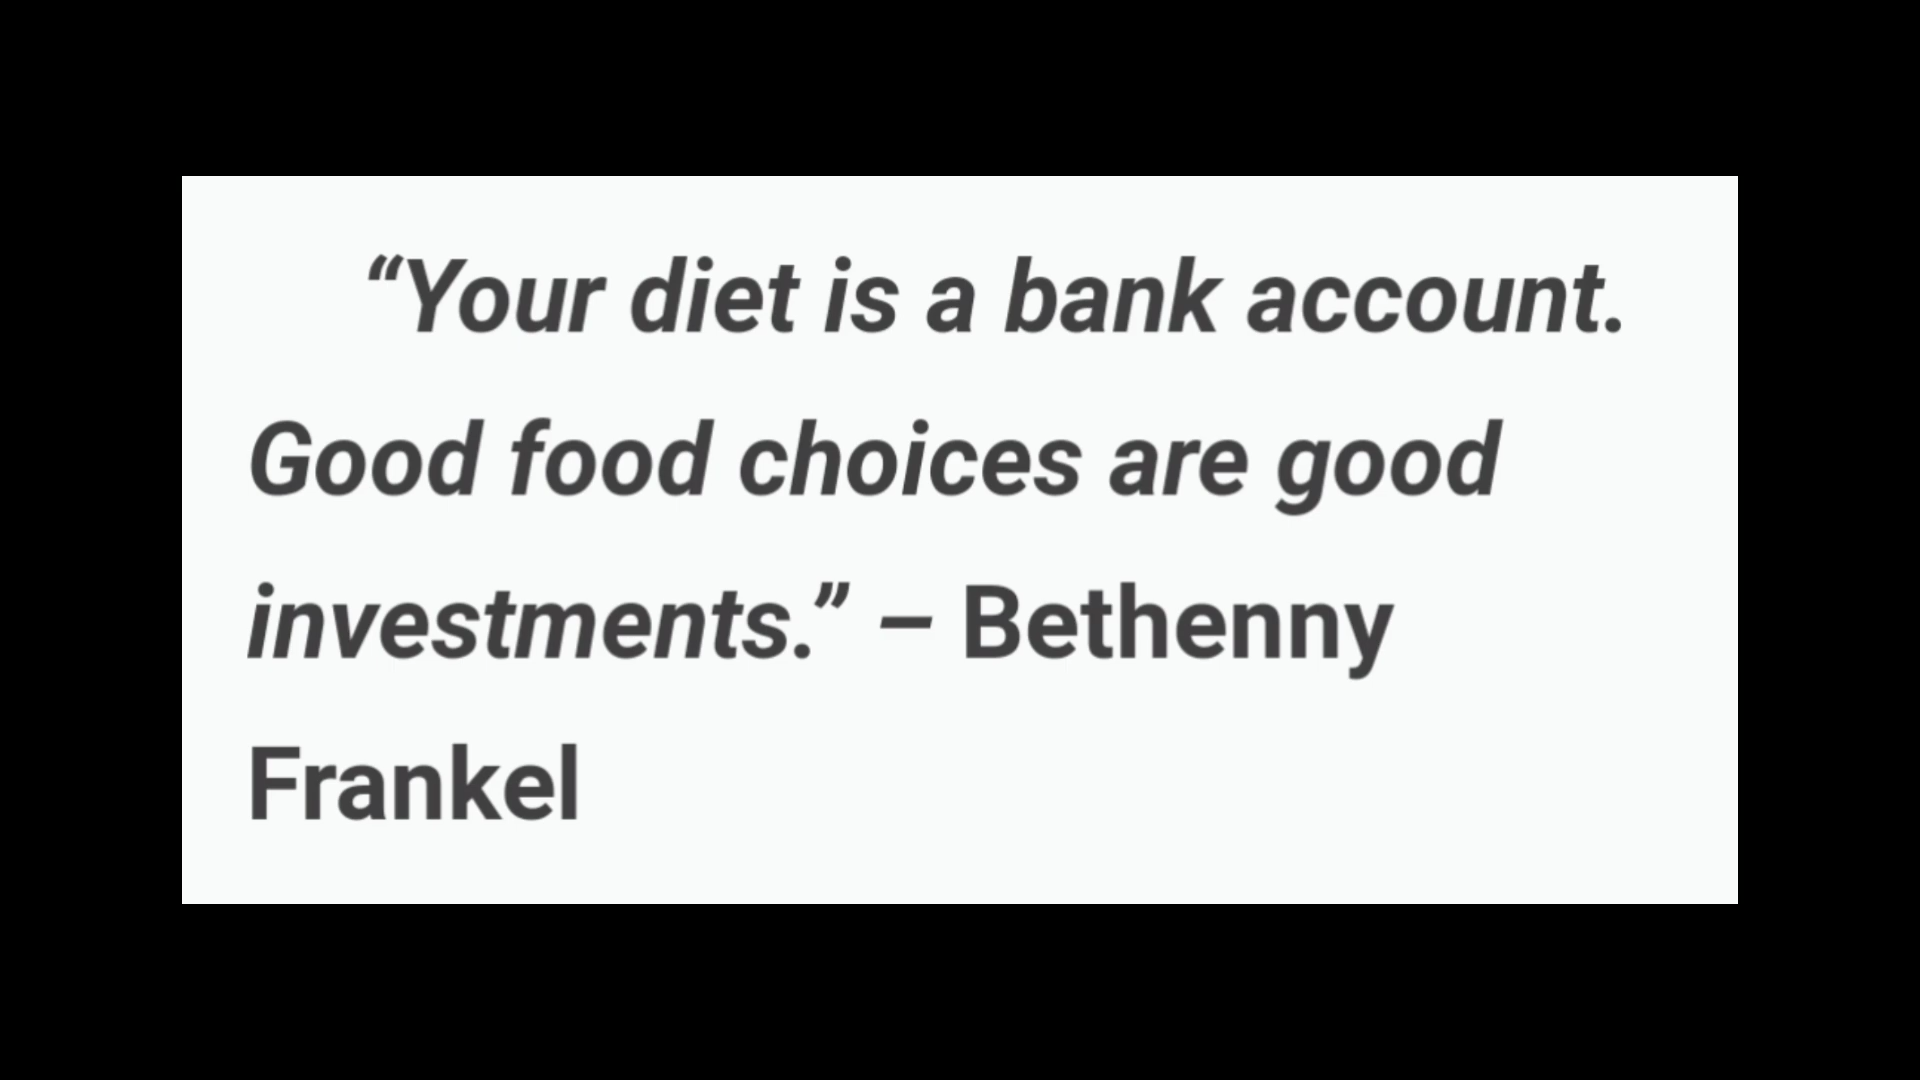 “Your diet is a bank account.
Good food choices are good
investments.” – Bethenny
Frankel